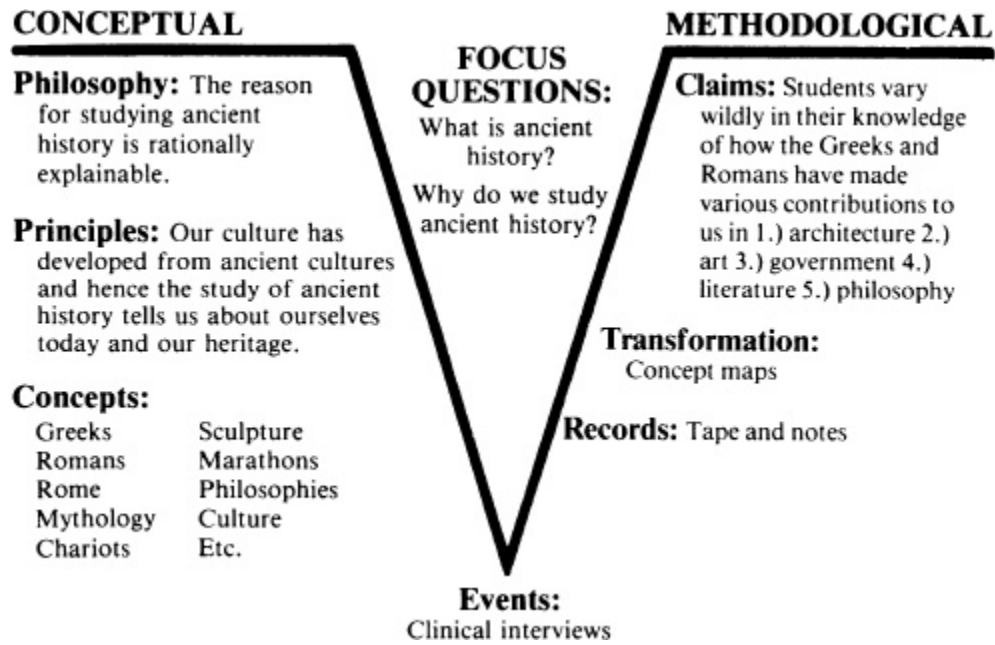 CONCEPTUAL
Philosophy: The reason
for studying ancient
history is rationally
explainable.
Principles: Our culture has
developed from ancient cultures
and hence the study of ancient
history tells us about ourselves
today and our heritage.
Concepts:
Greeks Sculpture
Romans Marathons
Rome Philosophies
Mythology Culture
Chariots Etc.
FOCUS
QUESTIONS:
What is ancient
history?
Why do we study
ancient history?
METHODOLOGICAL
Claims: Students vary
wildly in their knowledge
of how the Greeks and
Romans have made
various contributions to
us in 1.) architecture 2.)
art 3.) government 4.)
literature 5.) philosophy
Transformation:
Concept maps
Records: Tape and notes
Events:
Clinical interviews